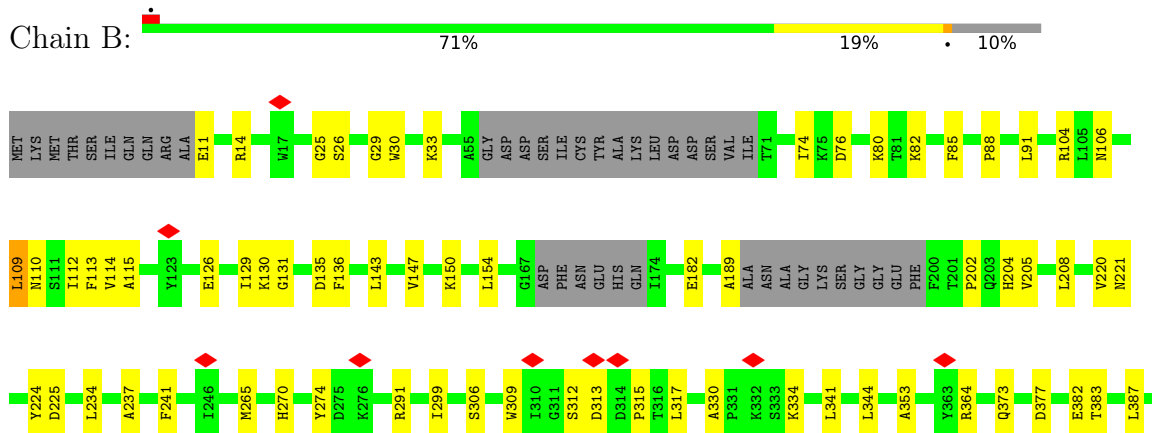 Chain B:
71% 19% • 10%
MET LYS MET THR SER ILE GLN GLN ARG ALA E11 R14 W17 G25 S26 G29 W30 K33 A55 GLY ASP ASP SER ILE CYS TYR ALA LYS LEU ASP ASP SER VAL ILE T71 I74 K75 D76 K80 T81 K82 F85 P88 L91 R104 L105 N106
L109 N110 S111 I112 F113 V114 A115 Y123 E126 I129 K130 G131 D135 F136 L143 V147 K150 L154 G167 ASP PHE ASN GLU HIS GLN I174 E182 A189 ALA ASN ALA GLY LYS SER GLY GLY GLU PHE F200 T201 P202 Q203 H204 V205 L208 V220 N221
Y224 D225 L234 A237 F241 I246 M265 H270 Y274 D275 K276 R291 I299 S306 W309 I310 G311 S312 D313 D314 P315 T316 L317 A330 P331 K332 S333 K334 L341 L344 A353 Y363 R364 Q373 D377 E382 T383 L387